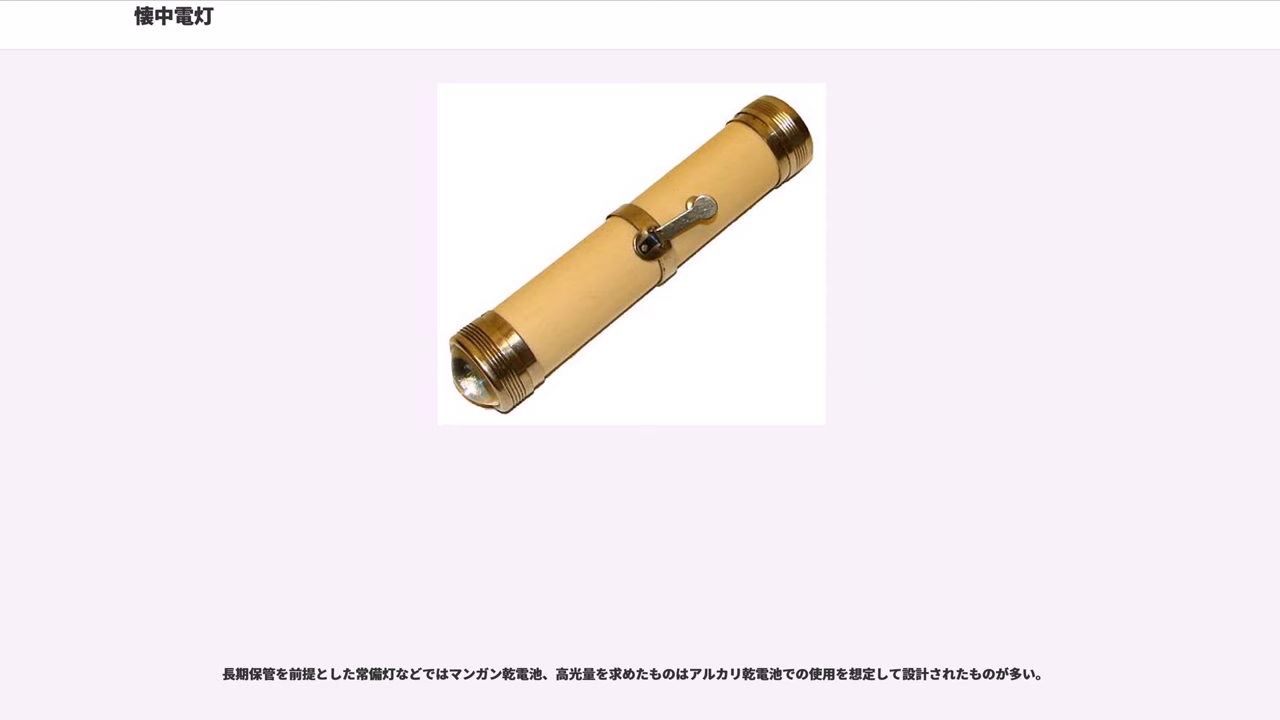 懐中電灯
長期保管を前提とした常備灯などではマンガン乾電池、高光量を求めたものはアルカリ乾電池での使用を想定して設計されたものが多い。